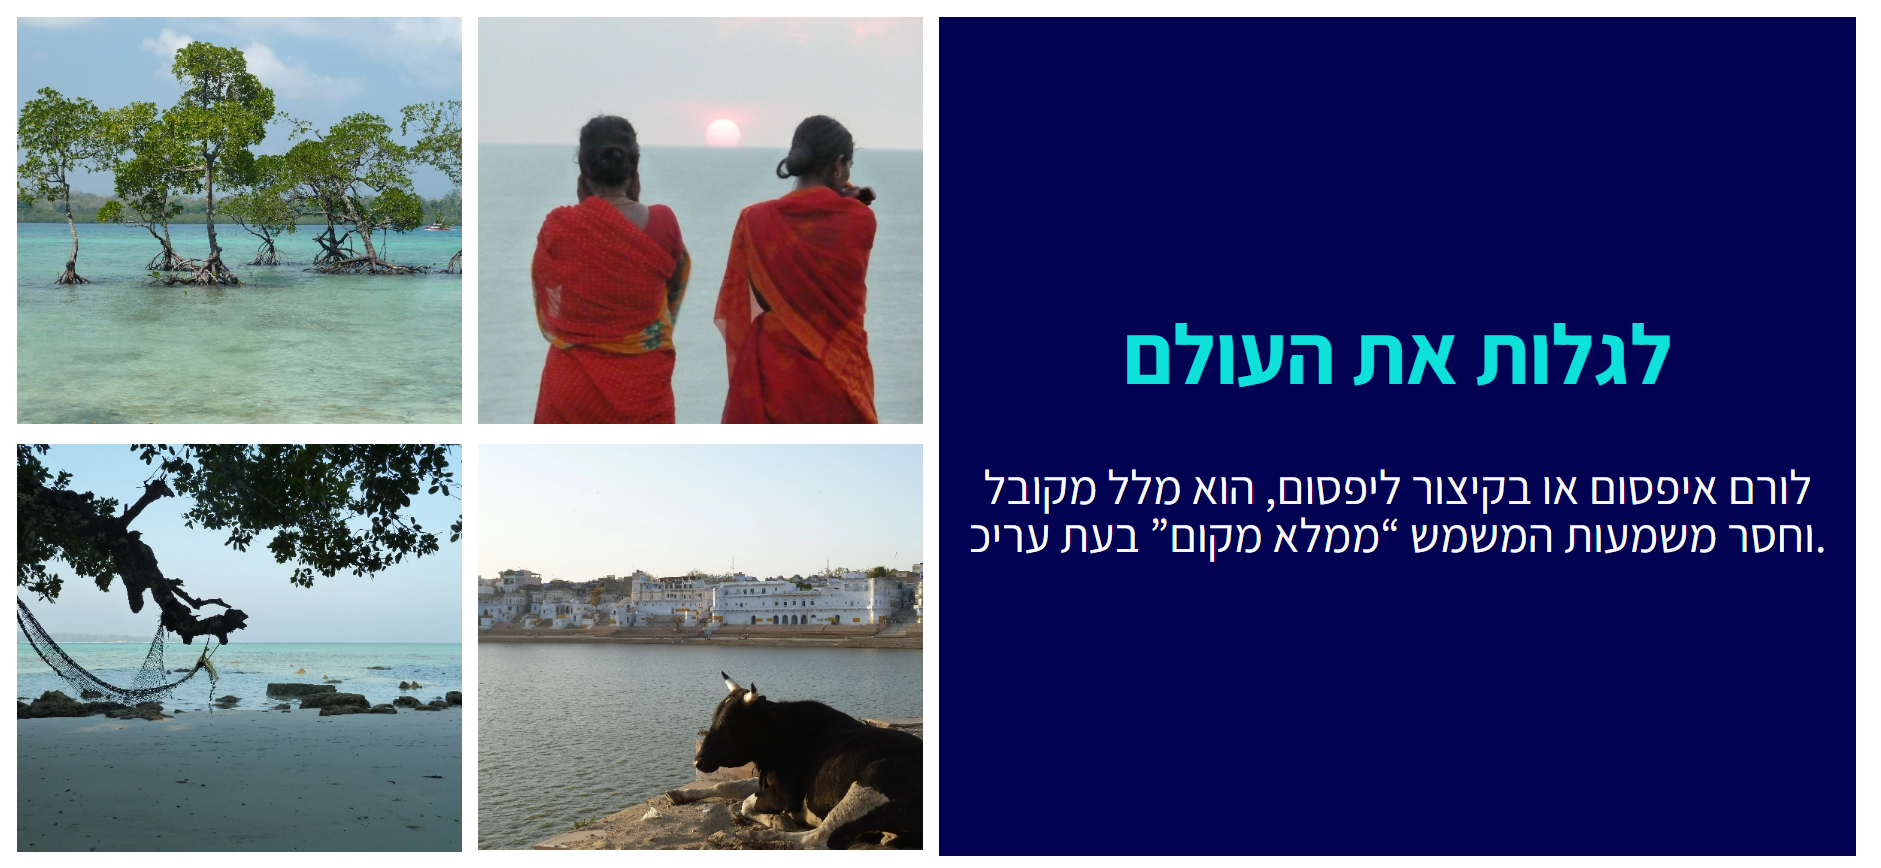 לגלות את העולם
לורם איפסום או בקיצור ליפסום, הוא מלל מקובל
.וחסר משמעות המשמש “ממלא מקום” בעת עריכ